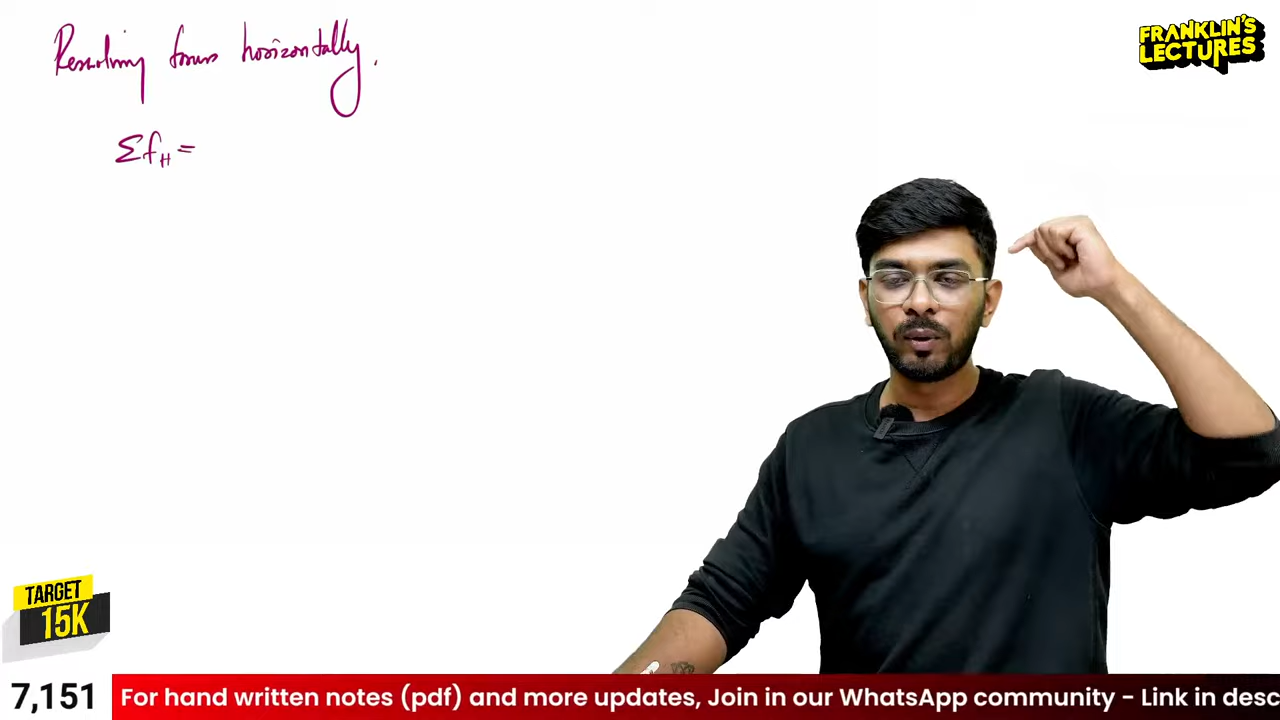 Resolving forces horizontally.
FRANKLIN'S
LECTURES
Σf_H =
TARGET
15K
7,151
For hand written notes (pdf) and more updates, Join in our WhatsApp community - Link in desc